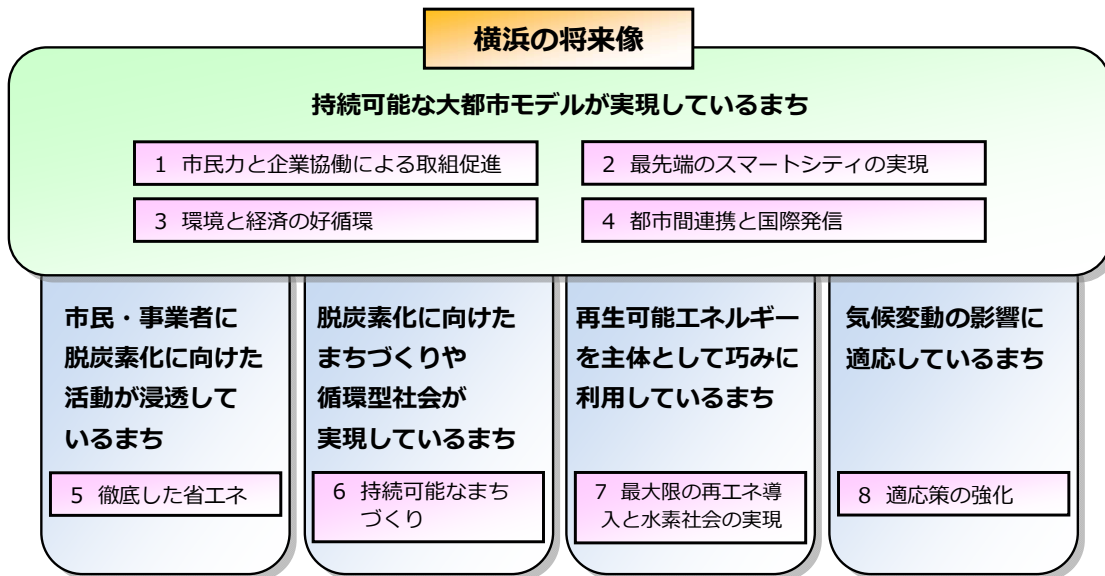 横浜の将来像
持続可能な大都市モデルが実現しているまち
1 市民力と企業協働による取組促進
2 最先端のスマートシティの実現
3 環境と経済の好循環
4 都市間連携と国際発信
市民・事業者に
脱炭素化に向けた
活動が浸透して
いるまち
5 徹底した省エネ
脱炭素化に向けた
まちづくりや
循環型社会が
実現しているまち
6 持続可能なまち
づくり
再生可能エネルギー
を主体として巧みに
利用しているまち
7 最大限の再エネ導
入と水素社会の実現
気候変動の影響に
適応しているまち
8 適応策の強化